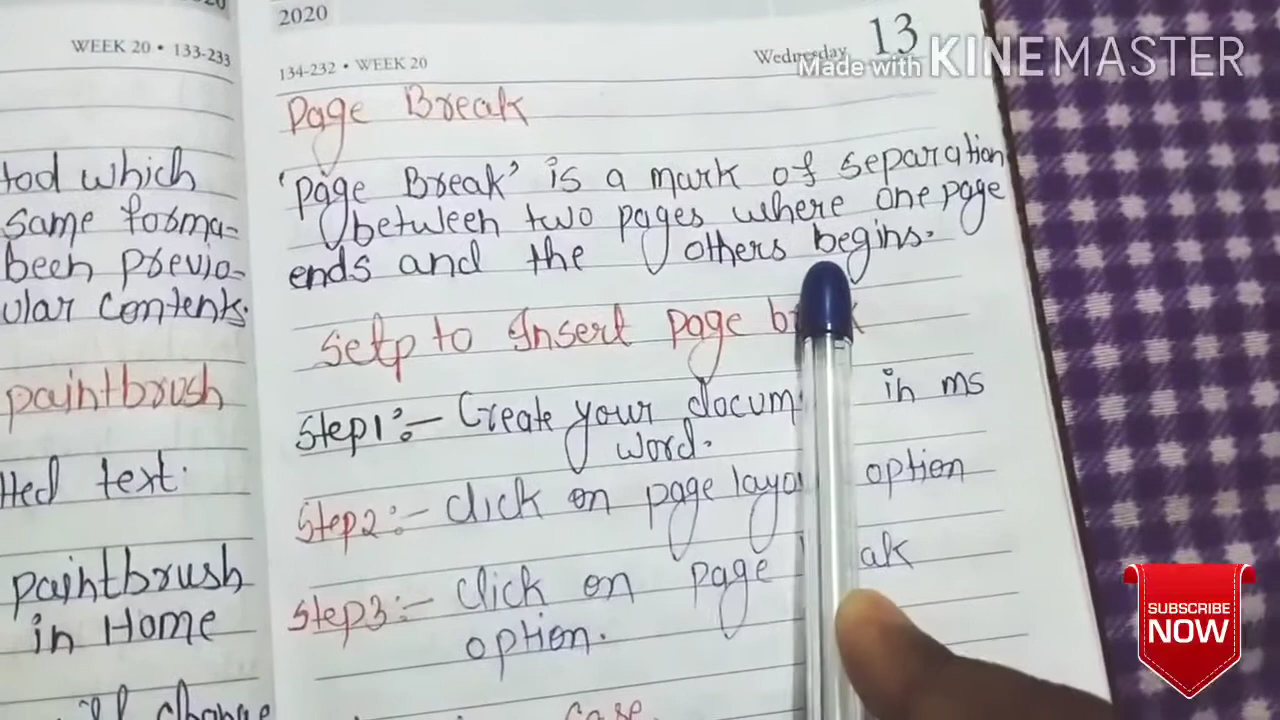 2020
WEEK 20 • 133-233
134-232 • WEEK 20
Wednesday 13
Made with KINEMASTER
tod which
same forma-
been previo-
ular contents.
paintbrush
tted text.
paintbrush
in Home
change
Page Break
'Page Break' is a mark of separation
between two pages where one page
ends and the others begins.
Setp to Insert page b k
Step1:- Create your docum in ms
word.
Step2:- click on page layo option
Step3:- click on page ak
option.
case
SUBSCRIBE
NOW